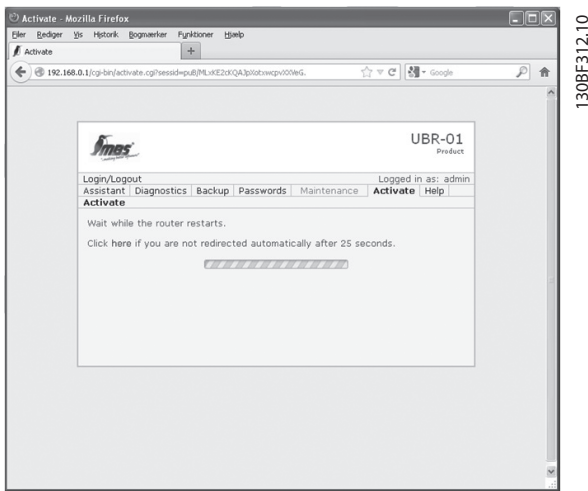 Activate - Mozilla Firefox
Filer Rediger Vis Historik Bogmærker Funktioner Hjælp
Activate
192.168.0.1/cgi-bin/activate.cgi?sessid=
Google
130BF312.10
mbs
UBR-01
Product
Login/Logout
Logged in as: admin
Assistant Diagnostics Backup Passwords Maintenance Activate Help
Activate
Wait while the router restarts.
Click here if you are not redirected automatically after 25 seconds.